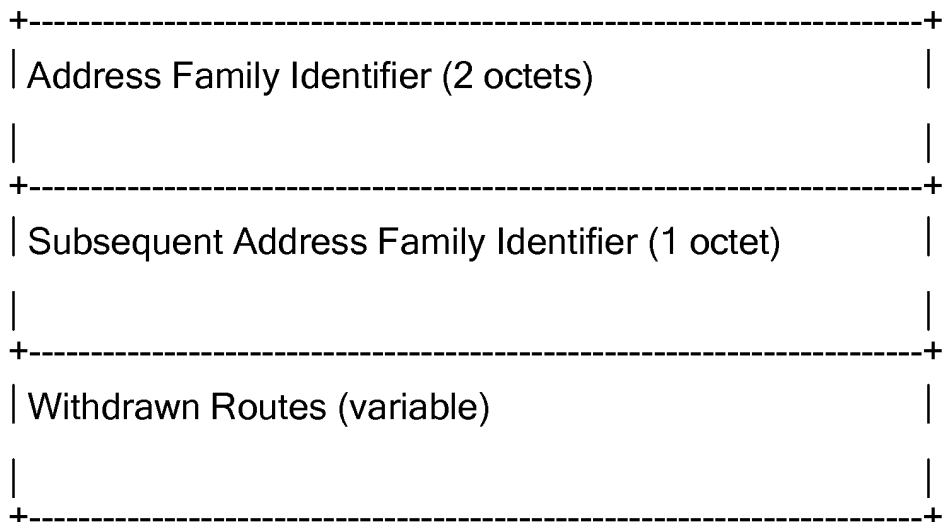 +--------------------------------------------------------------------------+
| Address Family Identifier (2 octets) |
| |
+--------------------------------------------------------------------------+
| Subsequent Address Family Identifier (1 octet) |
| |
+--------------------------------------------------------------------------+
| Withdrawn Routes (variable) |
| |
+--------------------------------------------------------------------------+